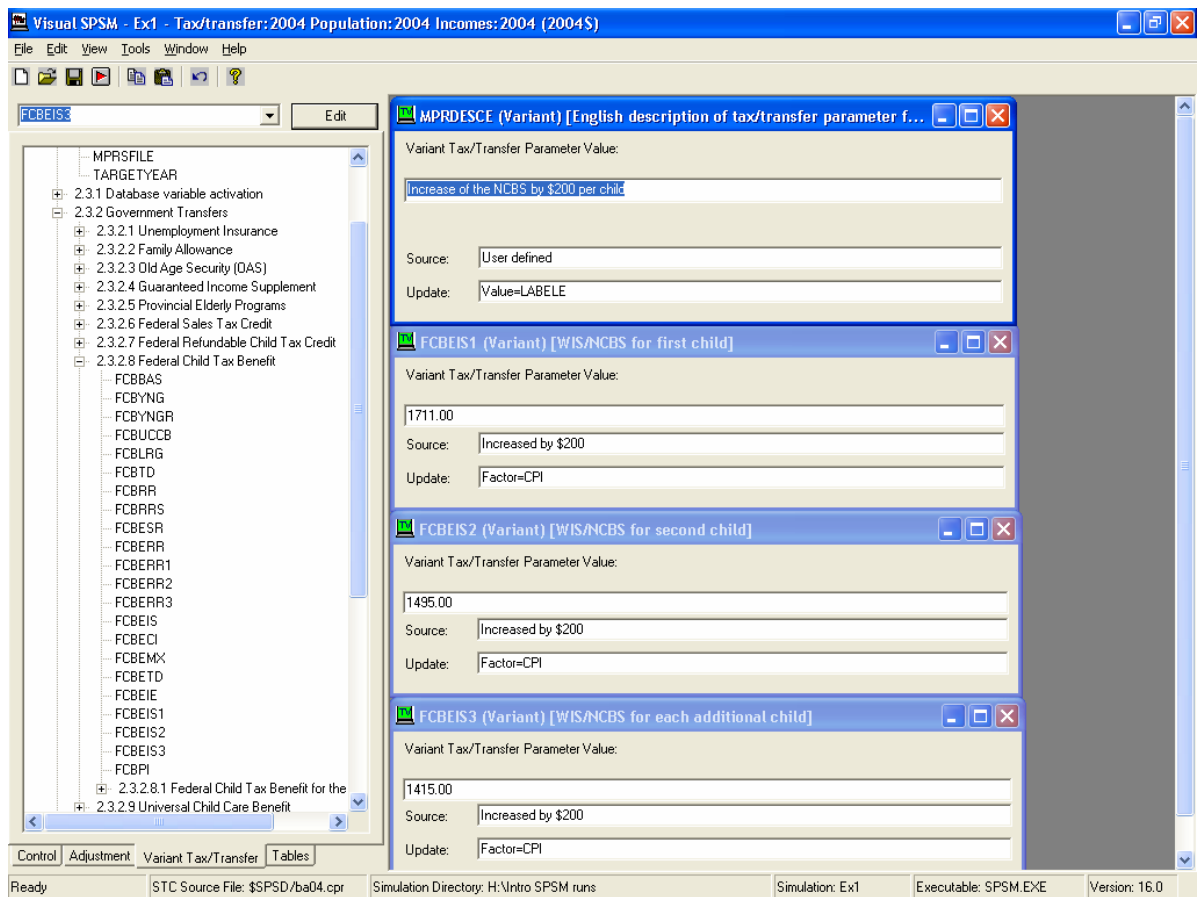 Visual SPSM - Ex1 - Tax/transfer:2004 Population:2004 Incomes:2004 (2004$)
File Edit View Tools Window Help
FCBEIS3
Edit
MPRSFILE
TARGETYEAR
2.3.1 Database variable activation
2.3.2 Government Transfers
2.3.2.1 Unemployment Insurance
2.3.2.2 Family Allowance
2.3.2.3 Old Age Security (OAS)
2.3.2.4 Guaranteed Income Supplement
2.3.2.5 Provincial Elderly Programs
2.3.2.6 Federal Sales Tax Credit
2.3.2.7 Federal Refundable Child Tax Credit
2.3.2.8 Federal Child Tax Benefit
FCBBAS
FCBYNG
FCBYNGR
FCBUCCB
FCBLRG
FCBTD
FCBRR
FCBRRS
FCBESR
FCBERR
FCBERR1
FCBERR2
FCBERR3
FCBEIS
FCBECI
FCBEMX
FCBETD
FCBEIE
FCBEIS1
FCBEIS2
FCBEIS3
FCBPI
2.3.2.8.1 Federal Child Tax Benefit for the
2.3.2.9 Universal Child Care Benefit
Control Adjustment Variant Tax/Transfer Tables
MPRDESCE (Variant) [English description of tax/transfer parameter f...
Variant Tax/Transfer Parameter Value:
Increase of the NCBS by $200 per child
Source: User defined
Update: Value=LABELE
FCBEIS1 (Variant) [WIS/NCBS for first child]
Variant Tax/Transfer Parameter Value:
1711.00
Source: Increased by $200
Update: Factor=CPI
FCBEIS2 (Variant) [WIS/NCBS for second child]
Variant Tax/Transfer Parameter Value:
1495.00
Source: Increased by $200
Update: Factor=CPI
FCBEIS3 (Variant) [WIS/NCBS for each additional child]
Variant Tax/Transfer Parameter Value:
1415.00
Source: Increased by $200
Update: Factor=CPI
Ready STC Source File: $SPSD/ba04.cpr Simulation Directory: H:\Intro SPSM runs Simulation: Ex1 Executable: SPSM.EXE Version: 16.0